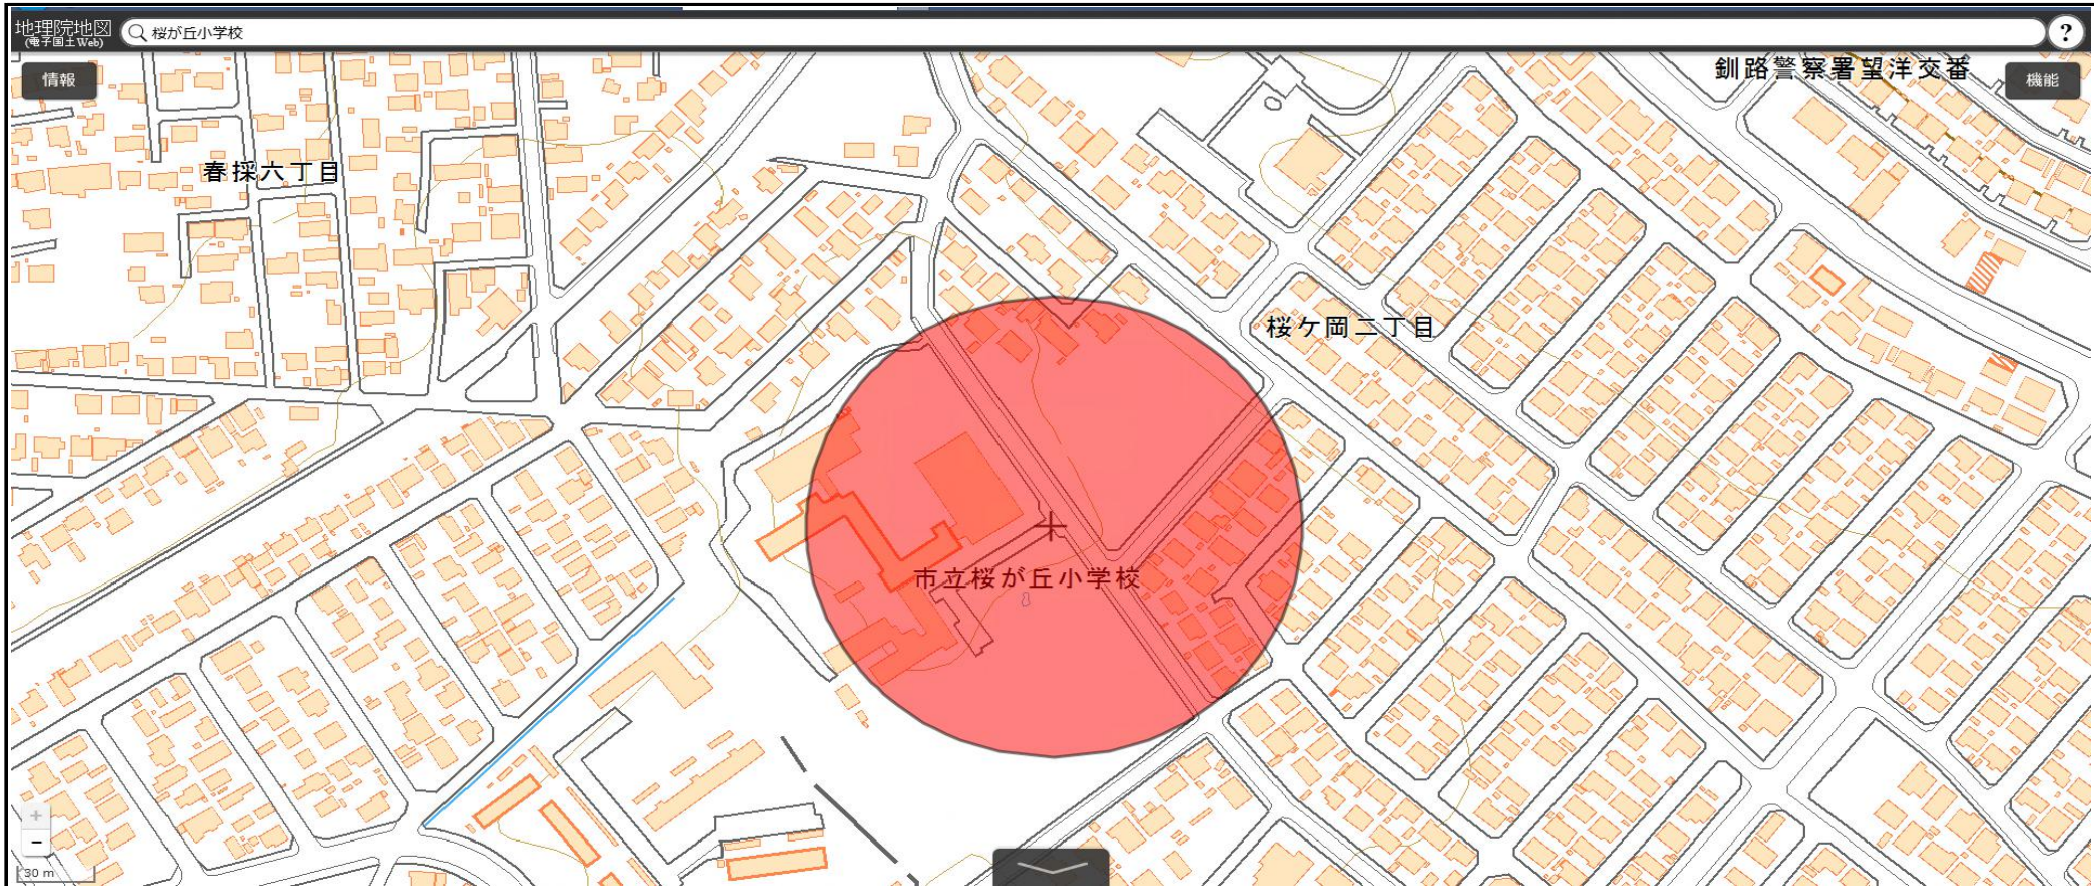 地理院地図
(電子国土Web)
桜が丘小学校
?
情報
釧路警察署望洋交番
機能
春採六丁目
桜ケ岡二丁目
市立桜が丘小学校
+
−
30 m